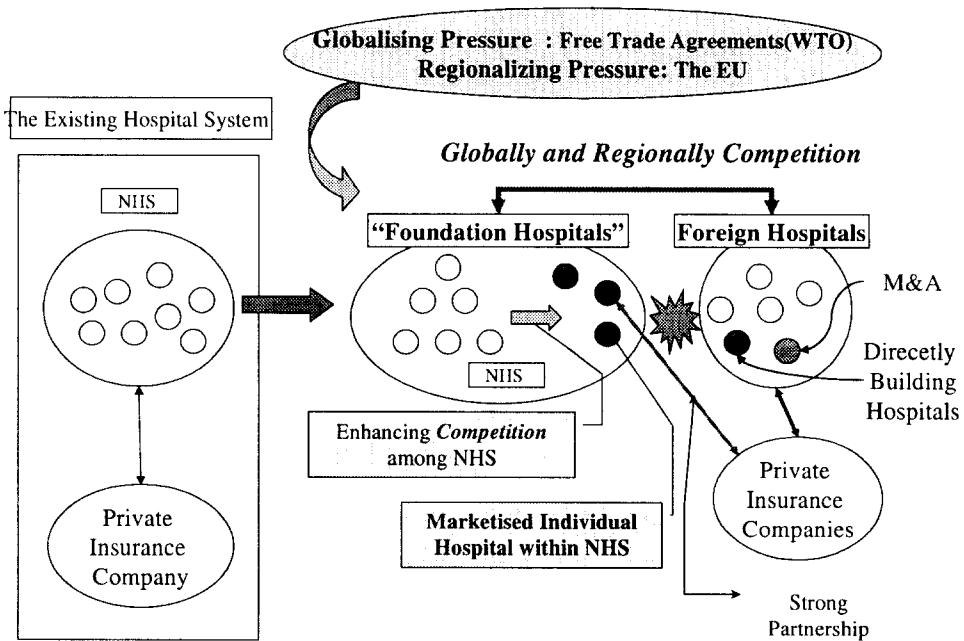 Globalising Pressure : Free Trade Agreements(WTO)
Regionalizing Pressure: The EU
The Existing Hospital System
Globally and Regionally Competition
NHS
“Foundation Hospitals”
Foreign Hospitals
M&A
Direcetly
Building
Hospitals
NHS
Enhancing Competition
among NHS
Private
Insurance
Company
Private
Insurance
Companies
Marketised Individual
Hospital within NHS
Strong
Partnership